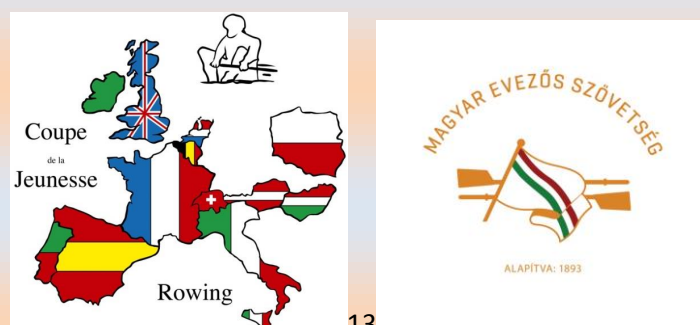 Coupe
de la
Jeunesse
Rowing
MAGYAR EVEZŐS SZÖVETSÉG
ALAPÍTVA: 1893
13